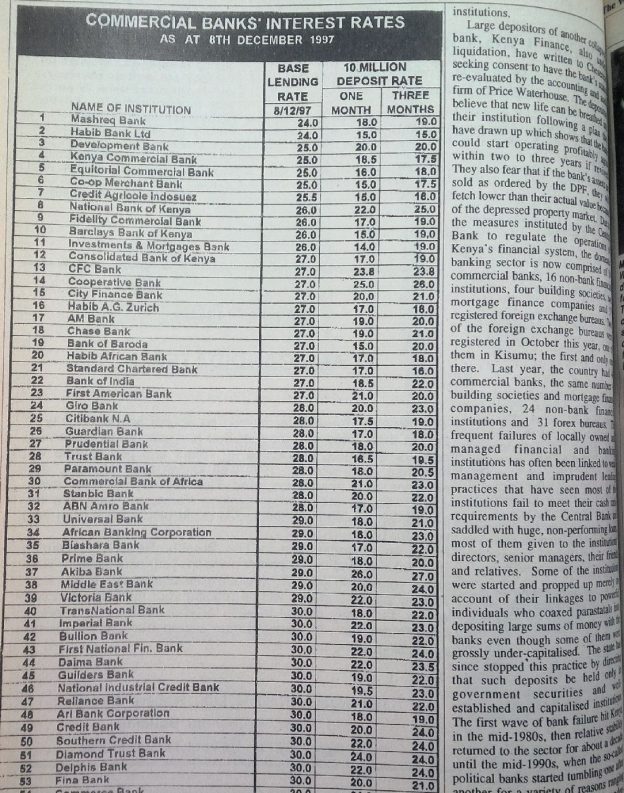 COMMERCIAL BANKS' INTEREST RATES
AS AT 8TH DECEMBER 1997
BASE 10 MILLION
LENDING DEPOSIT RATE
RATE ONE THREE
NAME OF INSTITUTION 8/12/97 MONTH MONTHS
1 Mashreq Bank 24.0 18.0 19.0
2 Habib Bank Ltd 24.0 15.0 15.0
3 Development Bank 25.0 20.0 20.0
4 Kenya Commercial Bank 25.0 18.5 17.5
5 Equitorial Commercial Bank 25.0 16.0 18.0
6 Co-op Merchant Bank 25.0 15.0 17.5
7 Credit Agricole Indosuez 25.5 15.0 18.0
8 National Bank of Kenya 26.0 22.0 25.0
9 Fidelity Commercial Bank 26.0 17.0 19.0
10 Barclays Bank of Kenya 26.0 15.0 19.0
11 Investments & Mortgages Bank 26.0 14.0 19.0
12 Consolidated Bank of Kenya 27.0 17.0 19.0
13 CFC Bank 27.0 23.8 23.8
14 Cooperative Bank 27.0 25.0 26.0
15 City Finance Bank 27.0 20.0 21.0
16 Habib A.G. Zurich 27.0 17.0 16.0
17 AM Bank 27.0 19.0 20.0
18 Chase Bank 27.0 19.0 21.0
19 Bank of Baroda 27.0 15.0 20.0
20 Habib African Bank 27.0 17.0 18.0
21 Standard Chartered Bank 27.0 17.0 16.0
22 Bank of India 27.0 18.5 22.0
23 First American Bank 27.0 21.0 20.0
24 Giro Bank 28.0 20.0 23.0
25 Citibank N.A 28.0 17.5 19.0
26 Guardian Bank 28.0 17.0 18.0
27 Prudential Bank 28.0 18.0 20.0
28 Trust Bank 28.0 16.5 19.5
29 Paramount Bank 28.0 18.0 20.5
30 Commercial Bank of Africa 28.0 21.0 23.0
31 Stanbic Bank 28.0 20.0 22.0
32 ABN Amro Bank 28.0 17.0 19.0
33 Universal Bank 29.0 18.0 21.0
34 African Banking Corporation 29.0 18.0 23.0
35 Biashara Bank 29.0 17.0 22.0
36 Prime Bank 29.0 18.0 20.0
37 Akiba Bank 29.0 26.0 27.0
38 Middle East Bank 29.0 20.0 24.0
39 Victoria Bank 29.0 22.0 23.0
40 TransNational Bank 30.0 18.0 22.0
41 Imperial Bank 30.0 22.0 23.0
42 Bullion Bank 30.0 19.0 22.0
43 First National Fin. Bank 30.0 22.0 24.0
44 Daima Bank 30.0 22.0 23.5
45 Guilders Bank 30.0 19.0 22.0
46 National Industrial Credit Bank 30.0 19.5 23.0
47 Reliance Bank 30.0 21.0 22.0
48 Ari Bank Corporation 30.0 18.0 19.0
49 Credit Bank 30.0 20.0 24.0
50 Southern Credit Bank 30.0 22.0 24.0
51 Diamond Trust Bank 30.0 24.0 24.0
52 Delphis Bank 30.0 22.0 24.0
53 Fina Bank 30.0 20.0 21.0
institutions.
Large depositors of another
bank, Kenya Finance, also
liquidation, have written to
seeking consent to have the bank's
re-evaluated by the accounting and
firm of Price Waterhouse. The
believe that new life can be breathed
their institution following a plan
have drawn up which shows that the
could start operating profitably
within two to three years if
They also fear that if the bank's assets
sold as ordered by the DPF, they
fetch lower than their actual value
of the depressed property market.
the measures instituted by the
Bank to regulate the operations
Kenya's financial system, the
banking sector is now comprised of
commercial banks, 16 non-bank
institutions, four building societies,
mortgage finance companies and
registered foreign exchange bureaus.
of the foreign exchange bureaus
registered in October this year,
them in Kisumu; the first and only
there. Last year, the country had
commercial banks, the same number
building societies and mortgage
companies, 24 non-bank
institutions and 31 forex bureaus.
frequent failures of locally owned
managed financial and
institutions has often been linked to
management and imprudent
practices that have seen most of
institutions fail to meet their cash
requirements by the Central Bank
saddled with huge, non-performing
most of them given to the
directors, senior managers, their
and relatives. Some of the
were started and propped up merely
account of their linkages to
individuals who coaxed parastatals
depositing large sums of money with
banks even though some of them
grossly under-capitalised. The state
since stopped this practice by
that such deposits be held only
government securities and
established and capitalised
The first wave of bank failure hit
in the mid-1980s, then relative
returned to the sector for about a
until the mid-1990s, when the
political banks started tumbling one
another for a variety of reasons